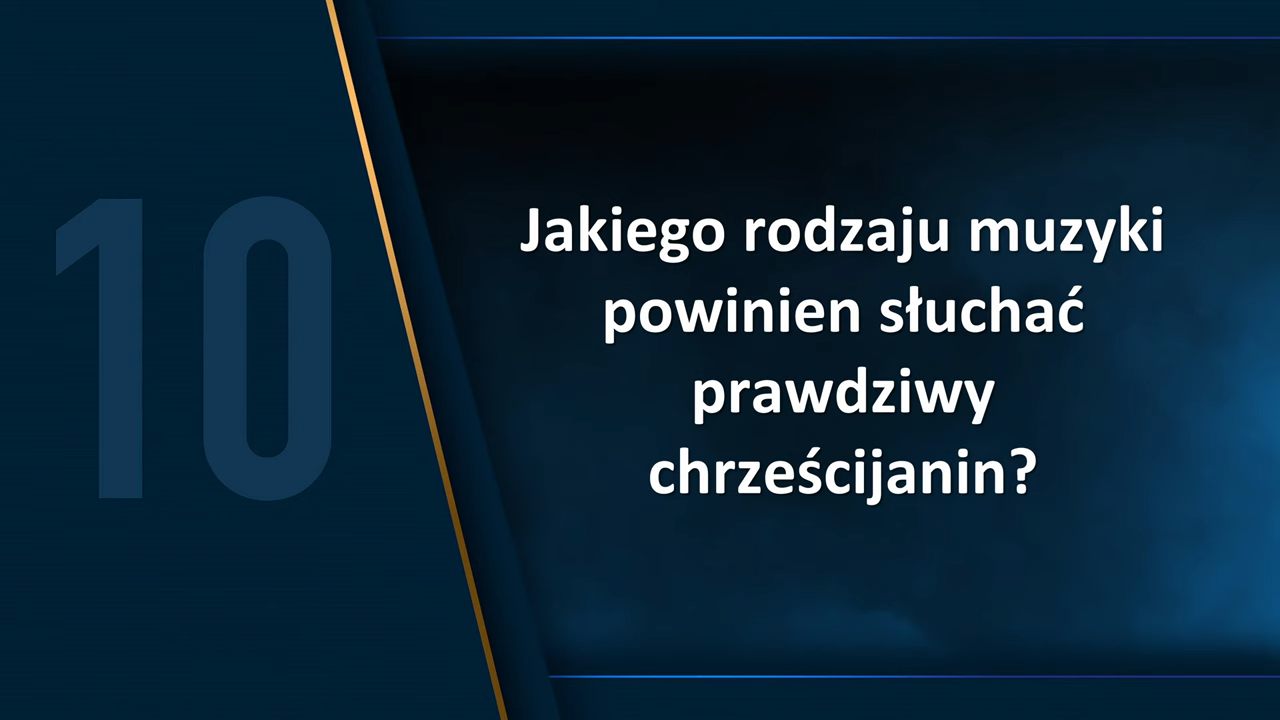 10
Jakiego rodzaju muzyki
powinien słuchać
prawdziwy
chrześcijanin?